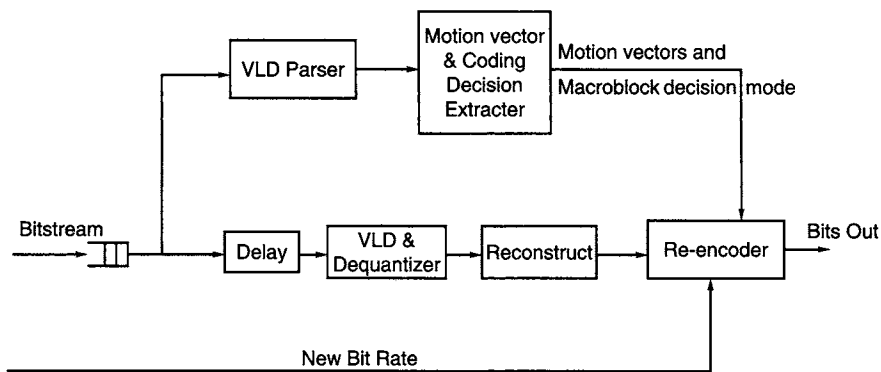 VLD Parser
Motion vector
& Coding
Decision
Extracter
Motion vectors and
Macroblock decision mode
Bitstream
Delay
VLD &
Dequantizer
Reconstruct
Re-encoder
Bits Out
New Bit Rate